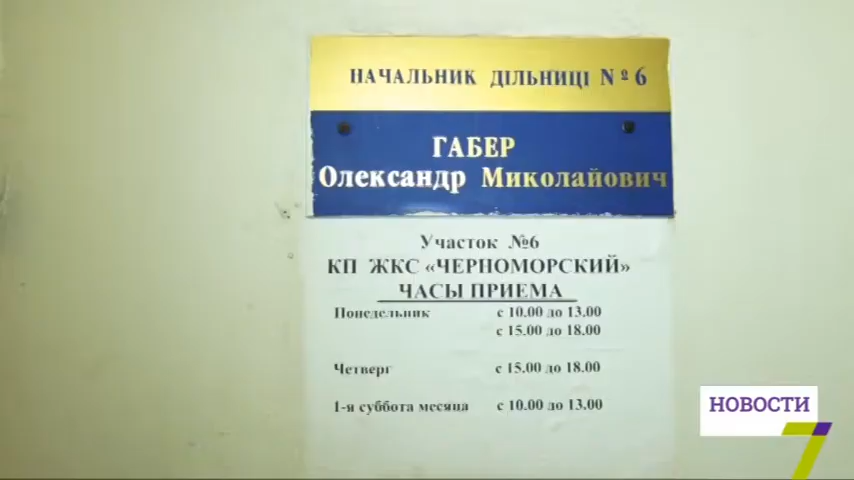 НАЧАЛЬНИК ДІЛЬНИЦІ №6
ГАБЕР
Олександр Миколайович
Участок №6
КП ЖКС «ЧЕРНОМОРСКИЙ»
ЧАСЫ ПРИЕМА
Понедельник с 10.00 до 13.00
с 15.00 до 18.00
Четверг с 15.00 до 18.00
1-я суббота месяца с 10.00 до 13.00
НОВОСТИ
7